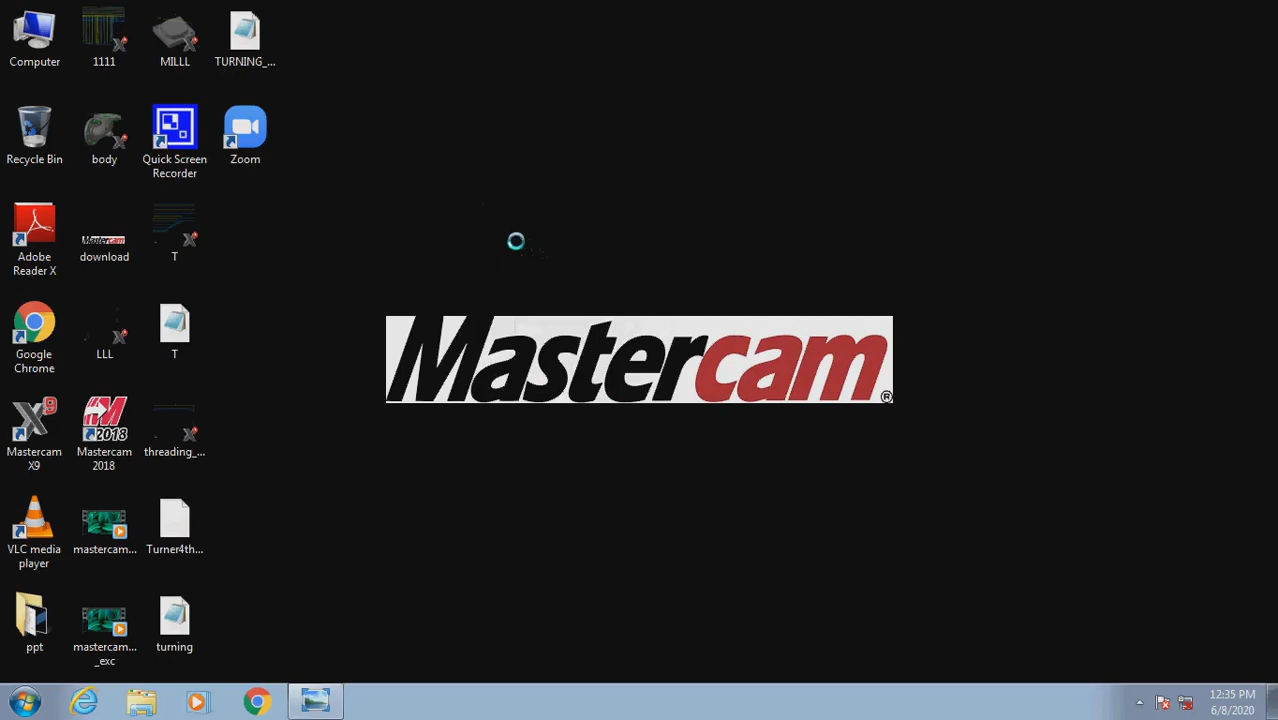 Computer
1111
MILLL
TURNING_...
Recycle Bin
body
Quick Screen
Recorder
Zoom
Adobe
Reader X
download
T
Google
Chrome
LLL
T
Mastercam
X9
Mastercam
2018
threading_...
VLC media
player
mastercam...
Turner4th...
ppt
mastercam...
_exc
turning
Mastercam®
12:35 PM
6/8/2020